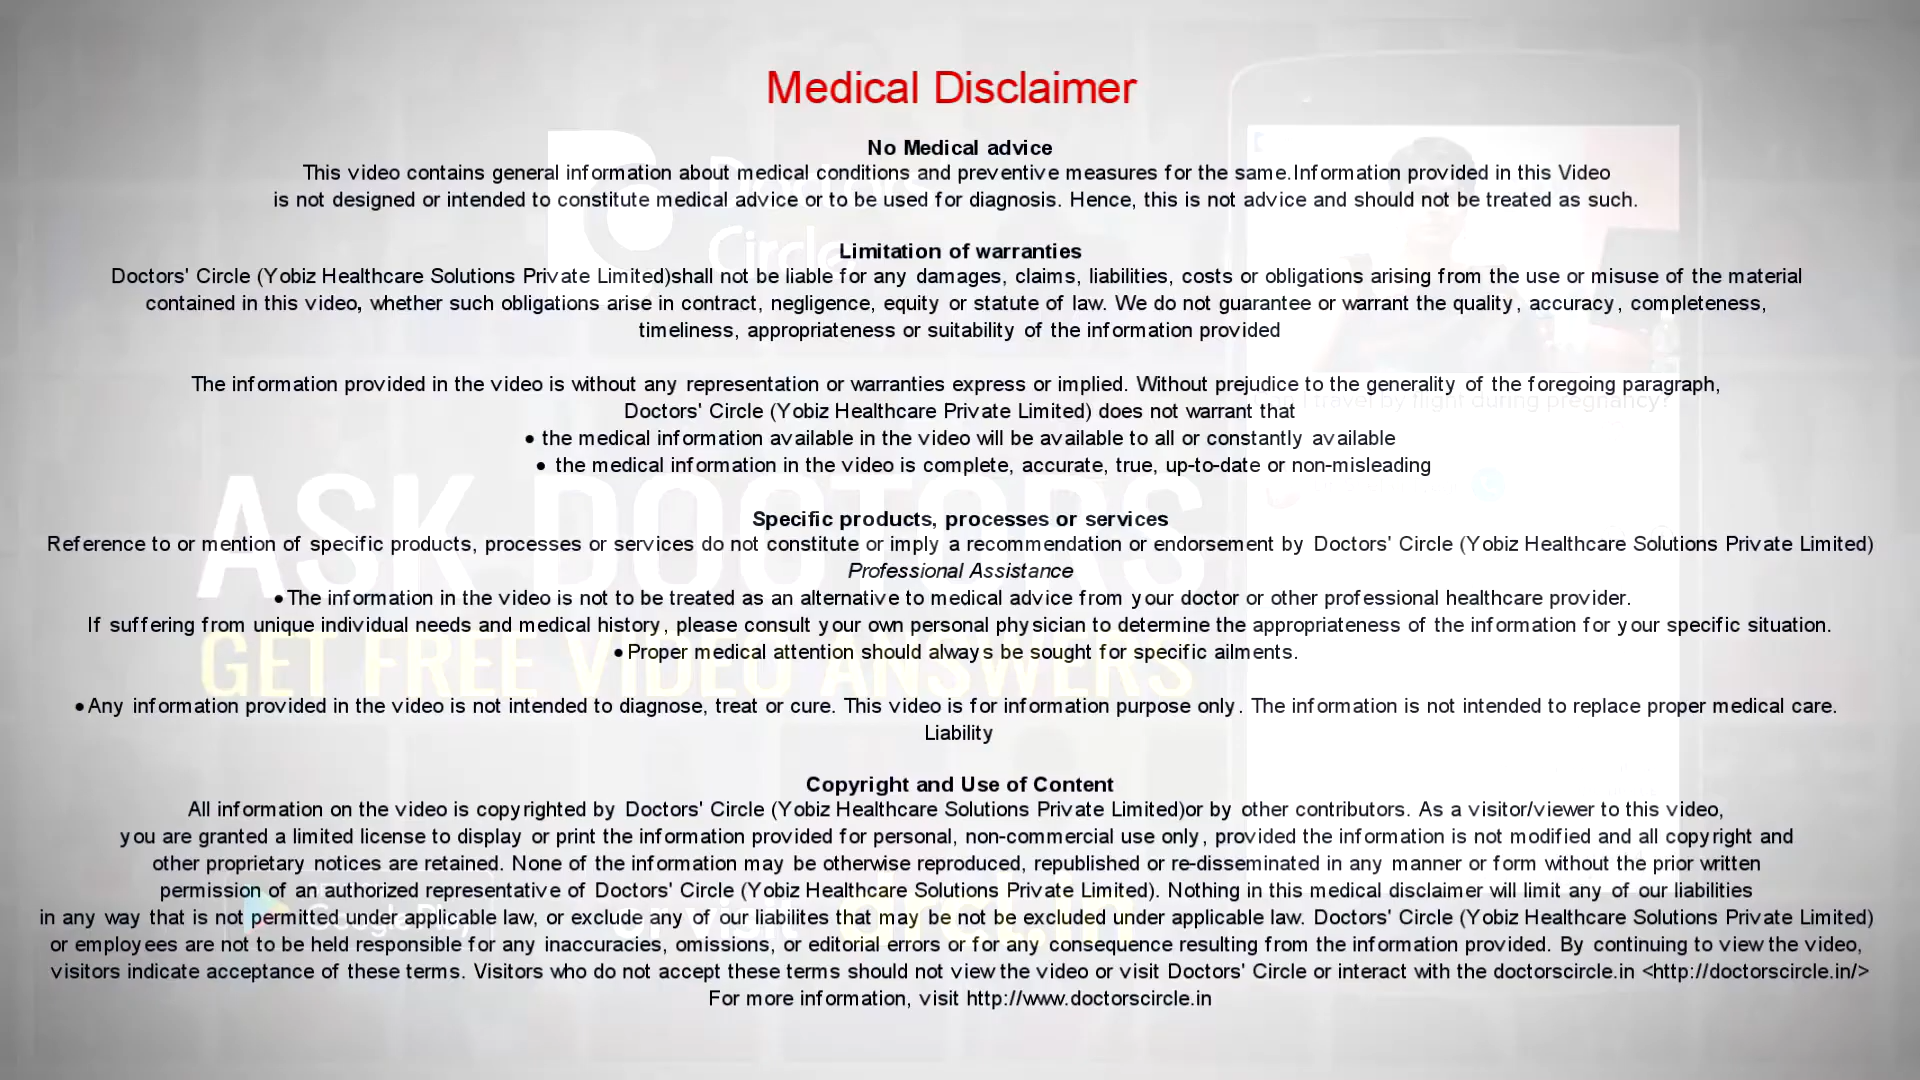 Medical Disclaimer
No Medical advice
This video contains general information about medical conditions and preventive measures for the same.Information provided in this Video
is not designed or intended to constitute medical advice or to be used for diagnosis. Hence, this is not advice and should not be treated as such.
Limitation of warranties
Doctors' Circle (Yobiz Healthcare Solutions Private Limited)shall not be liable for any damages, claims, liabilities, costs or obligations arising from the use or misuse of the material
contained in this video, whether such obligations arise in contract, negligence, equity or statute of law. We do not guarantee or warrant the quality, accuracy, completeness,
timeliness, appropriateness or suitability of the information provided
The information provided in the video is without any representation or warranties express or implied. Without prejudice to the generality of the foregoing paragraph,
Doctors' Circle (Yobiz Healthcare Private Limited) does not warrant that
● the medical information available in the video will be available to all or constantly available
● the medical information in the video is complete, accurate, true, up-to-date or non-misleading
Specific products, processes or services
Reference to or mention of specific products, processes or services do not constitute or imply a recommendation or endorsement by Doctors' Circle (Yobiz Healthcare Solutions Private Limited)
Professional Assistance
●The information in the video is not to be treated as an alternative to medical advice from your doctor or other professional healthcare provider.
If suffering from unique individual needs and medical history, please consult your own personal physician to determine the appropriateness of the information for your specific situation.
●Proper medical attention should always be sought for specific ailments.
●Any information provided in the video is not intended to diagnose, treat or cure. This video is for information purpose only. The information is not intended to replace proper medical care.
Liability
Copyright and Use of Content
All information on the video is copyrighted by Doctors' Circle (Yobiz Healthcare Solutions Private Limited)or by other contributors. As a visitor/viewer to this video,
you are granted a limited license to display or print the information provided for personal, non-commercial use only, provided the information is not modified and all copyright and
other proprietary notices are retained. None of the information may be otherwise reproduced, republished or re-disseminated in any manner or form without the prior written
permission of an authorized representative of Doctors' Circle (Yobiz Healthcare Solutions Private Limited). Nothing in this medical disclaimer will limit any of our liabilities
in any way that is not permitted under applicable law, or exclude any of our liabilites that may be not be excluded under applicable law. Doctors' Circle (Yobiz Healthcare Solutions Private Limited)
or employees are not to be held responsible for any inaccuracies, omissions, or editorial errors or for any consequence resulting from the information provided. By continuing to view the video,
visitors indicate acceptance of these terms. Visitors who do not accept these terms should not view the video or visit Doctors' Circle or interact with the doctorscircle.in <http://doctorscircle.in/>
For more information, visit http://www.doctorscircle.in
Doctors'
Circle
ASK DOCTORS
GET FREE VIDEO ANSWERS
Google Play
or visit drcl.in
I travel by flight during pregnancy?